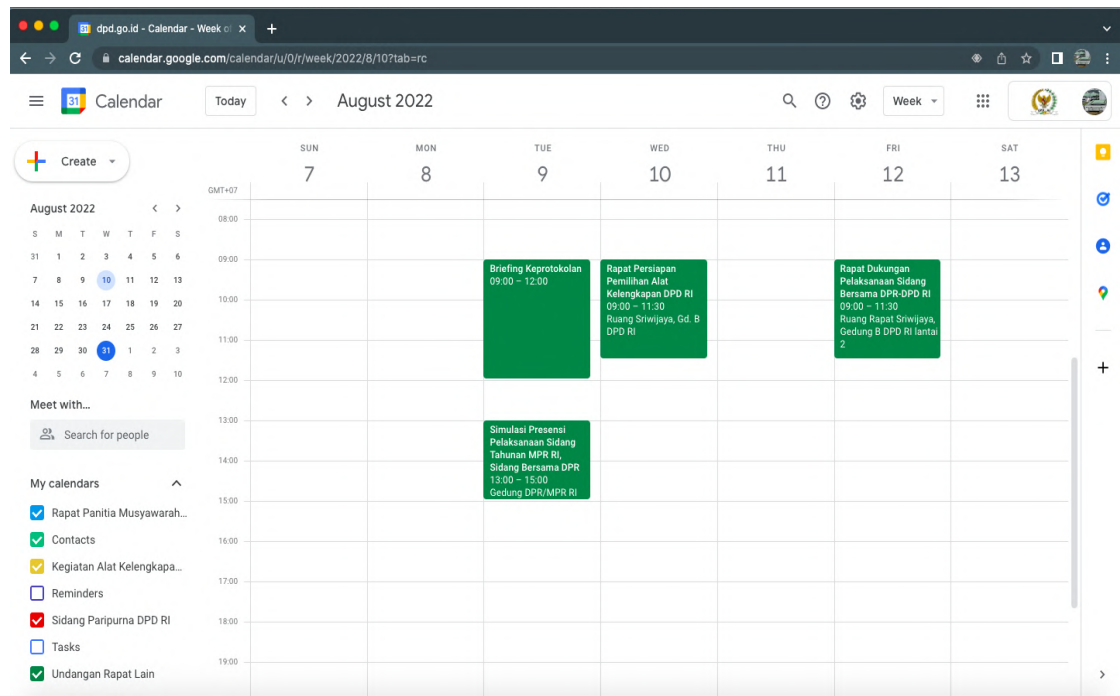 dpd.go.id - Calendar - Week of
calendar.google.com/calendar/u/0/r/week/2022/8/10?tab=rc
31 Calendar Today August 2022 Week
Create
SUN MON TUE WED THU FRI SAT
7 8 9 10 11 12 13
GMT+07
August 2022
S M T W T F S
31 1 2 3 4 5 6
7 8 9 10 11 12 13
14 15 16 17 18 19 20
21 22 23 24 25 26 27
28 29 30 31 1 2 3
4 5 6 7 8 9 10
Meet with...
Search for people
My calendars
Rapat Panitia Musyawarah...
Contacts
Kegiatan Alat Kelengkapa...
Reminders
Sidang Paripurna DPD RI
Tasks
Undangan Rapat Lain
08:00
09:00
10:00
11:00
12:00
13:00
14:00
15:00
16:00
17:00
18:00
19:00
Briefing Keprotokolan
09:00 – 12:00
Simulasi Presensi
Pelaksanaan Sidang
Tahunan MPR RI,
Sidang Bersama DPR
13:00 – 15:00
Gedung DPR/MPR RI
Rapat Persiapan
Pemilihan Alat
Kelengkapan DPD RI
09:00 – 11:30
Ruang Sriwijaya, Gd. B
DPD RI
Rapat Dukungan
Pelaksanaan Sidang
Bersama DPR-DPD RI
09:00 – 11:30
Ruang Rapat Sriwijaya,
Gedung B DPD RI lantai
2